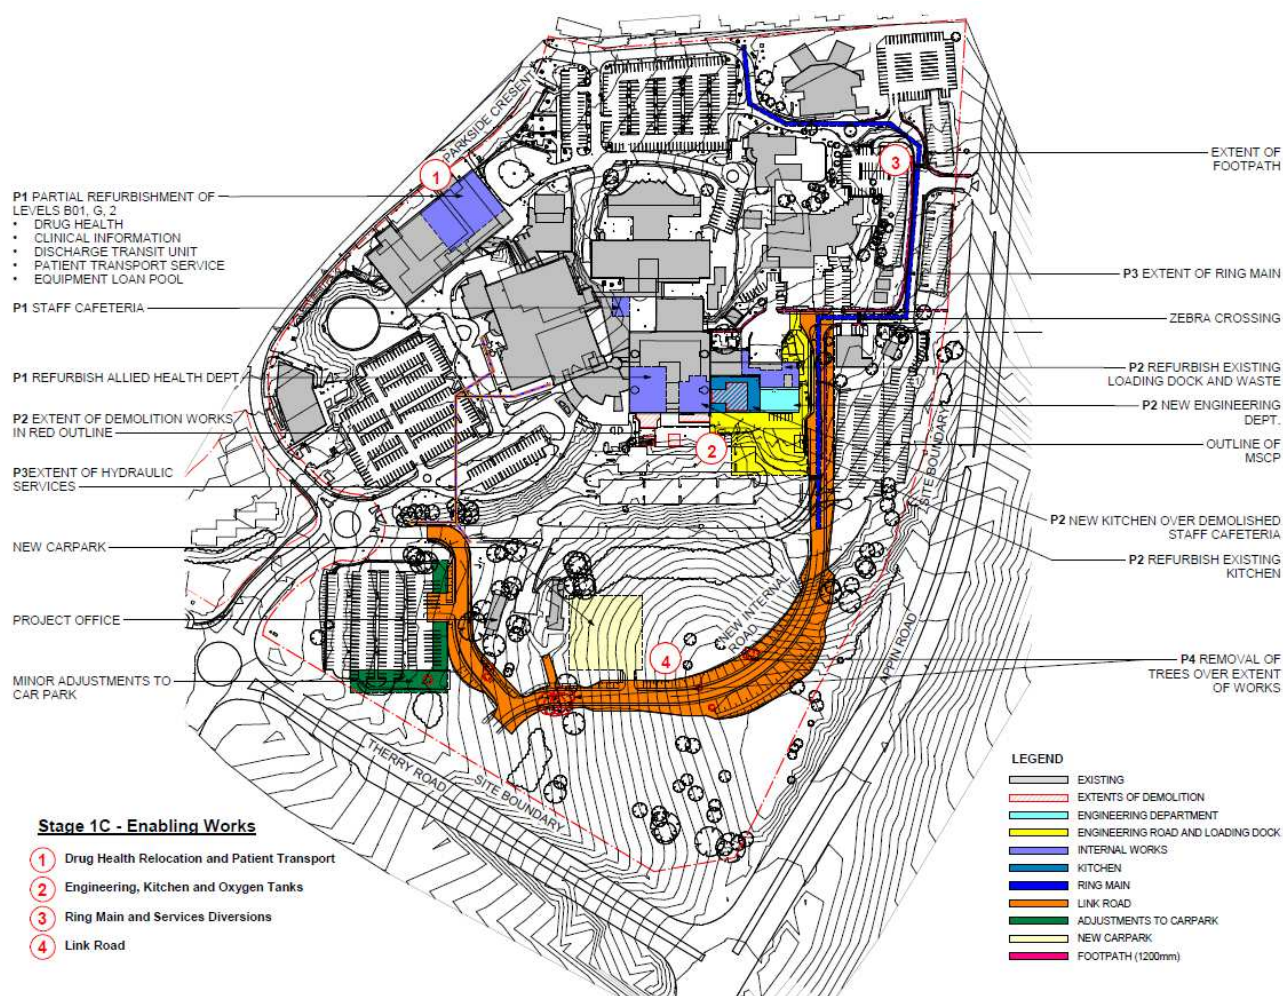 PARKSIDE CRESENT
1
3
EXTENT OF
FOOTPATH
P1 PARTIAL REFURBISHMENT OF
LEVELS B01, G, 2
• DRUG HEALTH
• CLINICAL INFORMATION
• DISCHARGE TRANSIT UNIT
• PATIENT TRANSPORT SERVICE
• EQUIPMENT LOAN POOL
P3 EXTENT OF RING MAIN
P1 STAFF CAFETERIA
ZEBRA CROSSING
P1 REFURBISH ALLIED HEALTH DEPT.
P2 REFURBISH EXISTING
LOADING DOCK AND WASTE
P2 EXTENT OF DEMOLITION WORKS
IN RED OUTLINE
P2 NEW ENGINEERING
DEPT.
2
OUTLINE OF
MSCP
P3EXTENT OF HYDRAULIC
SERVICES
SITE BOUNDARY
P2 NEW KITCHEN OVER DEMOLISHED
STAFF CAFETERIA
NEW CARPARK
P2 REFURBISH EXISTING
KITCHEN
PROJECT OFFICE
NEW INTERNAL
ROAD
APPIN ROAD
4
MINOR ADJUSTMENTS TO
CAR PARK
P4 REMOVAL OF
TREES OVER EXTENT
OF WORKS
THERRY ROAD
SITE BOUNDARY
Stage 1C - Enabling Works
1 Drug Health Relocation and Patient Transport
2 Engineering, Kitchen and Oxygen Tanks
3 Ring Main and Services Diversions
4 Link Road
LEGEND
EXISTING
EXTENTS OF DEMOLITION
ENGINEERING DEPARTMENT
ENGINEERING ROAD AND LOADING DOCK
INTERNAL WORKS
KITCHEN
RING MAIN
LINK ROAD
ADJUSTMENTS TO CARPARK
NEW CARPARK
FOOTPATH (1200mm)